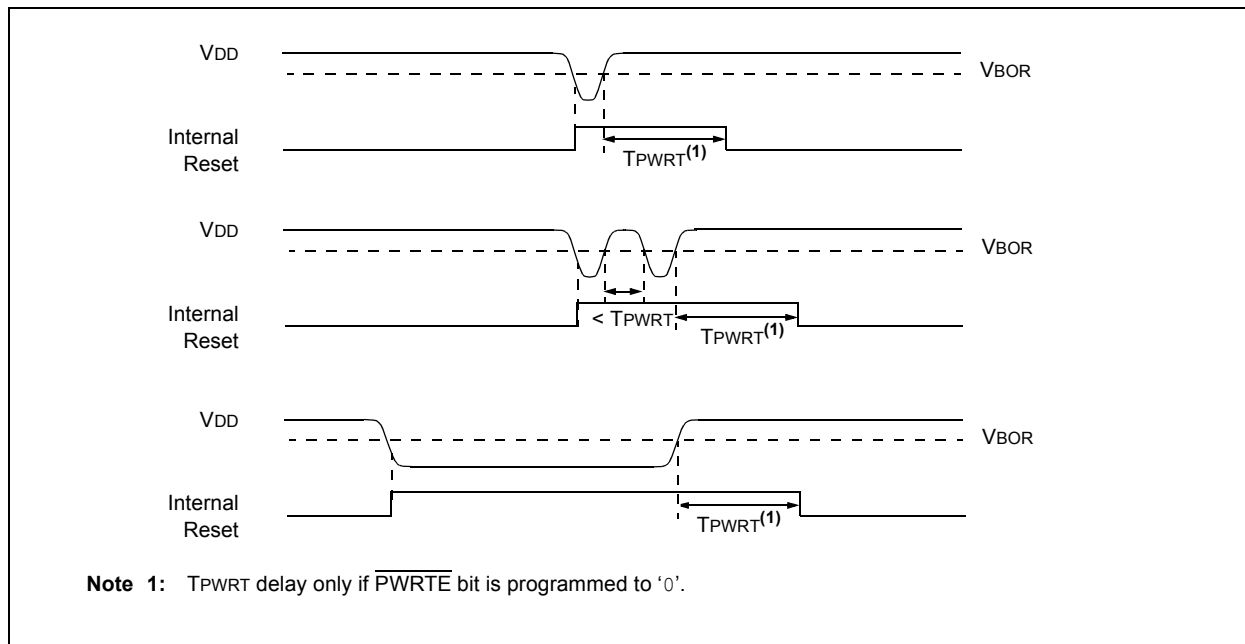 VDD
VBOR
Internal
Reset
TPWRT(1)
VDD
VBOR
Internal
Reset
< TPWRT
TPWRT(1)
VDD
VBOR
Internal
Reset
TPWRT(1)
Note 1: TPWRT delay only if PWRTE bit is programmed to ‘0’.